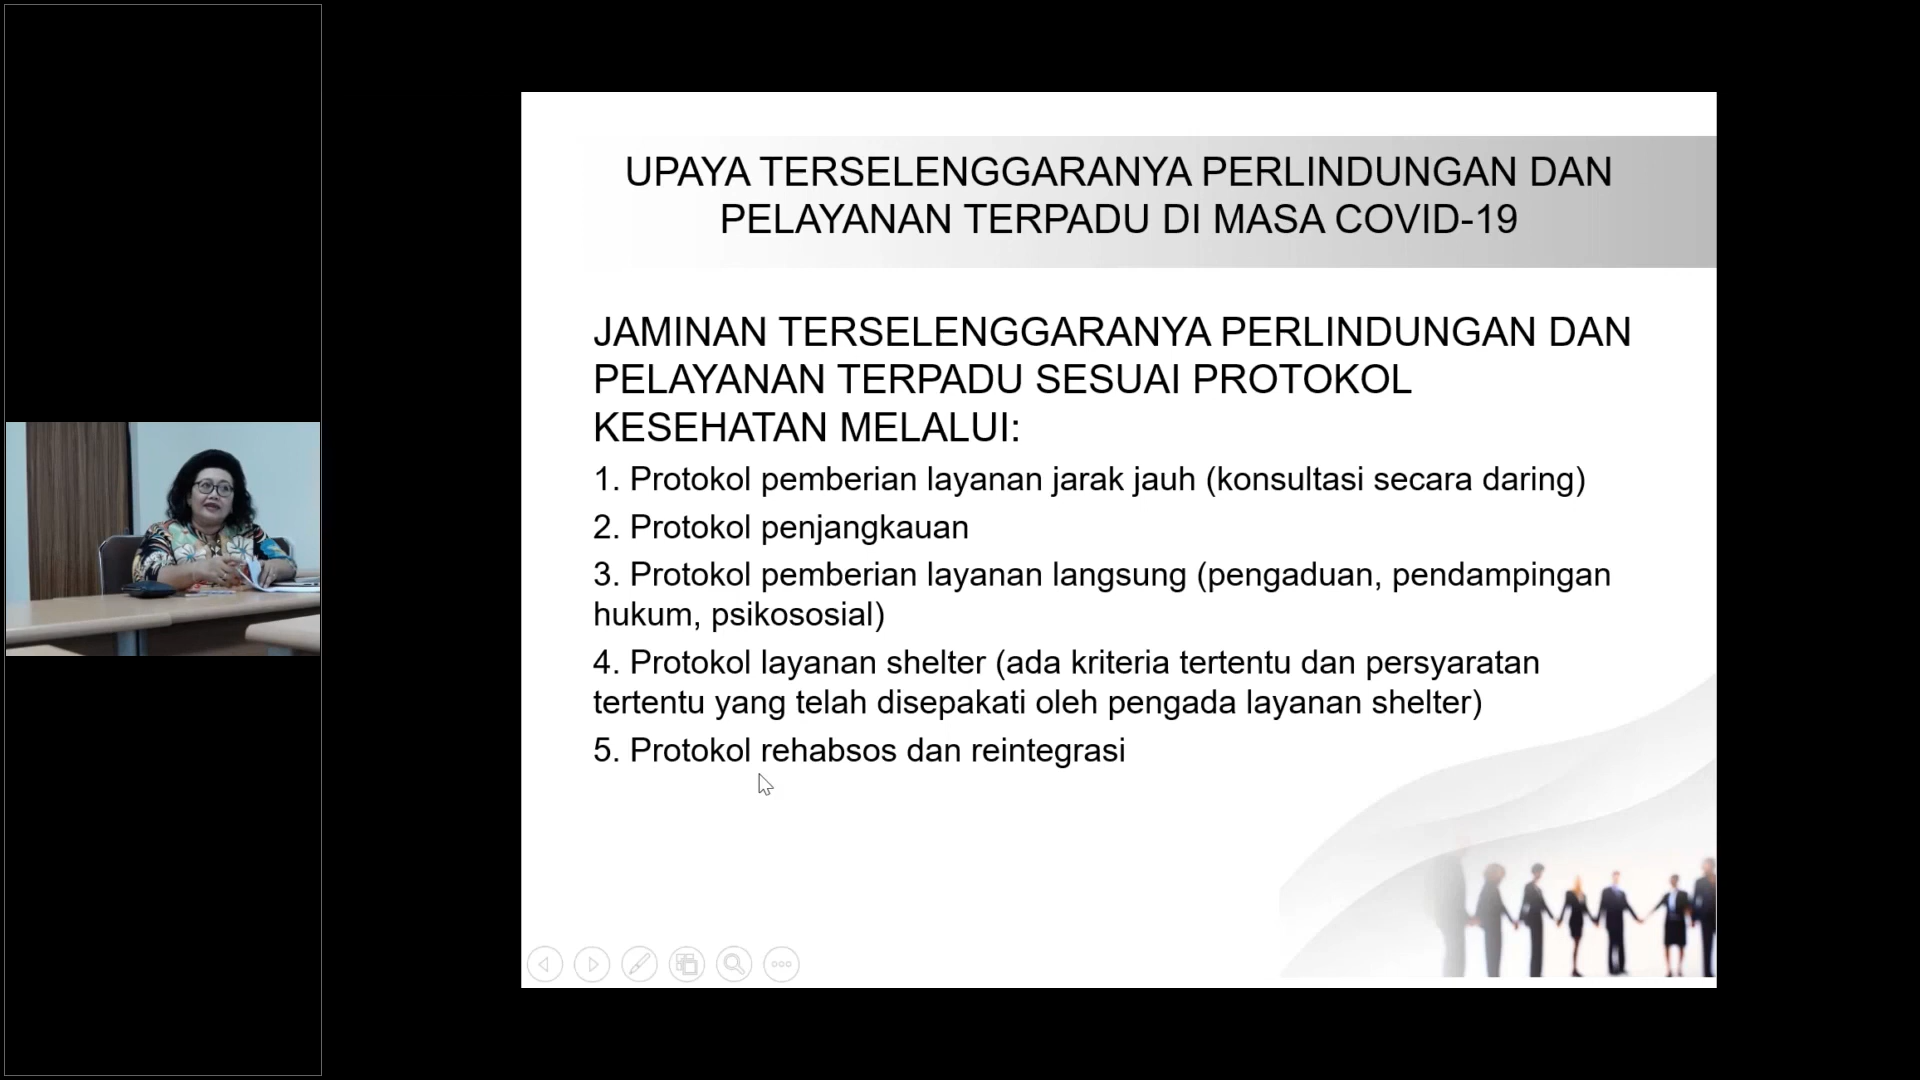 UPAYA TERSELENGGARANYA PERLINDUNGAN DAN
PELAYANAN TERPADU DI MASA COVID-19
JAMINAN TERSELENGGARANYA PERLINDUNGAN DAN
PELAYANAN TERPADU SESUAI PROTOKOL
KESEHATAN MELALUI:
1. Protokol pemberian layanan jarak jauh (konsultasi secara daring)
2. Protokol penjangkauan
3. Protokol pemberian layanan langsung (pengaduan, pendampingan
hukum, psikososial)
4. Protokol layanan shelter (ada kriteria tertentu dan persyaratan
tertentu yang telah disepakati oleh pengada layanan shelter)
5. Protokol rehabsos dan reintegrasi